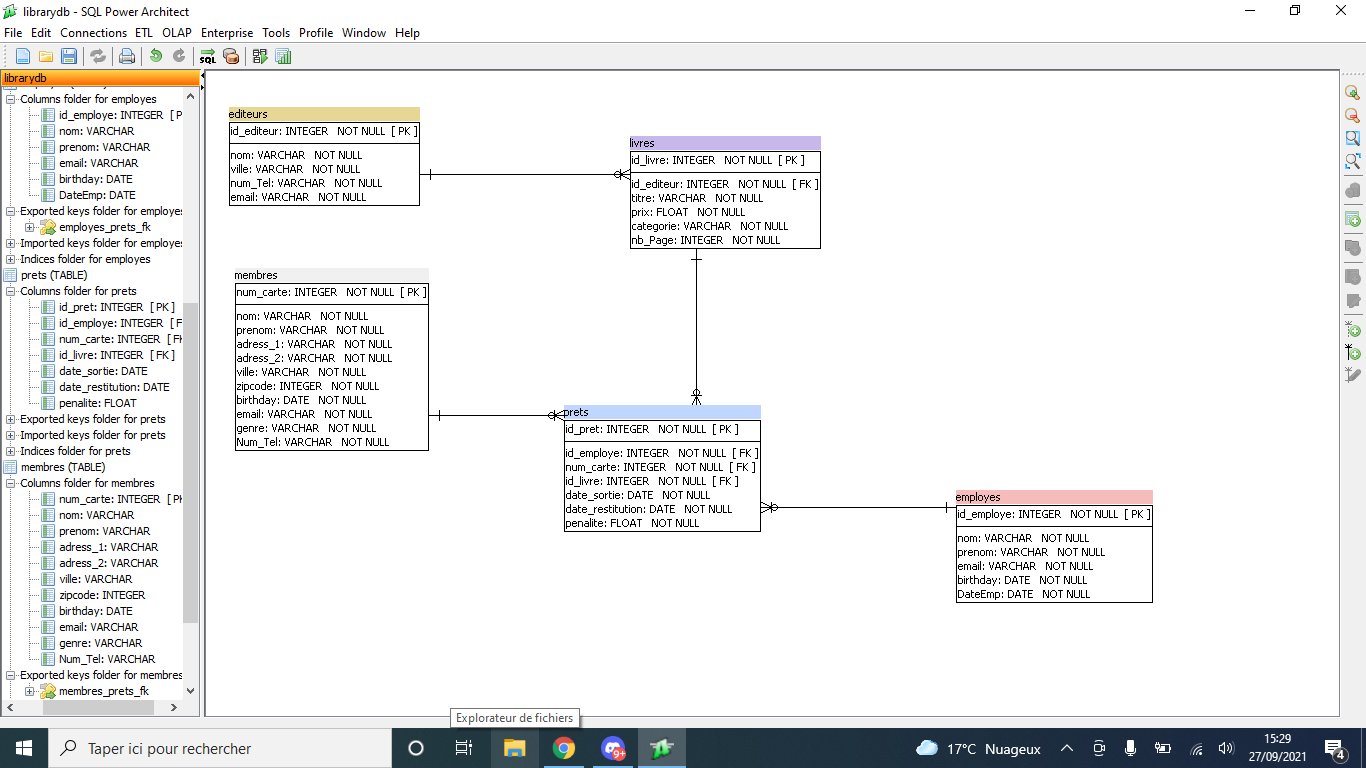 librarydb - SQL Power Architect
File Edit Connections ETL OLAP Enterprise Tools Profile Window Help
SQL
librarydb
Columns folder for employes
id_employe: INTEGER [ P
nom: VARCHAR
prenom: VARCHAR
email: VARCHAR
birthday: DATE
DateEmp: DATE
Exported keys folder for employe
employes_prets_fk
Imported keys folder for employe
Indices folder for employes
prets (TABLE)
Columns folder for prets
id_pret: INTEGER [ PK ]
id_employe: INTEGER [ F
num_carte: INTEGER [ FK
id_livre: INTEGER [ FK ]
date_sortie: DATE
date_restitution: DATE
penalite: FLOAT
Exported keys folder for prets
Imported keys folder for prets
Indices folder for prets
membres (TABLE)
Columns folder for membres
num_carte: INTEGER [ PK
nom: VARCHAR
prenom: VARCHAR
adress_1: VARCHAR
adress_2: VARCHAR
ville: VARCHAR
zipcode: INTEGER
birthday: DATE
email: VARCHAR
genre: VARCHAR
Num_Tel: VARCHAR
Exported keys folder for membres
membres_prets_fk
editeurs
id_editeur: INTEGER NOT NULL [ PK ]
nom: VARCHAR NOT NULL
ville: VARCHAR NOT NULL
num_Tel: VARCHAR NOT NULL
email: VARCHAR NOT NULL
livres
id_livre: INTEGER NOT NULL [ PK ]
id_editeur: INTEGER NOT NULL [ FK ]
titre: VARCHAR NOT NULL
prix: FLOAT NOT NULL
categorie: VARCHAR NOT NULL
nb_Page: INTEGER NOT NULL
membres
num_carte: INTEGER NOT NULL [ PK ]
nom: VARCHAR NOT NULL
prenom: VARCHAR NOT NULL
adress_1: VARCHAR NOT NULL
adress_2: VARCHAR NOT NULL
ville: VARCHAR NOT NULL
zipcode: INTEGER NOT NULL
birthday: DATE NOT NULL
email: VARCHAR NOT NULL
genre: VARCHAR NOT NULL
Num_Tel: VARCHAR NOT NULL
prets
id_pret: INTEGER NOT NULL [ PK ]
id_employe: INTEGER NOT NULL [ FK ]
num_carte: INTEGER NOT NULL [ FK ]
id_livre: INTEGER NOT NULL [ FK ]
date_sortie: DATE NOT NULL
date_restitution: DATE NOT NULL
penalite: FLOAT NOT NULL
employes
id_employe: INTEGER NOT NULL [ PK ]
nom: VARCHAR NOT NULL
prenom: VARCHAR NOT NULL
email: VARCHAR NOT NULL
birthday: DATE NOT NULL
DateEmp: DATE NOT NULL
Explorateur de fichiers
Taper ici pour rechercher
9+
17°C Nuageux
15:29
27/09/2021
4